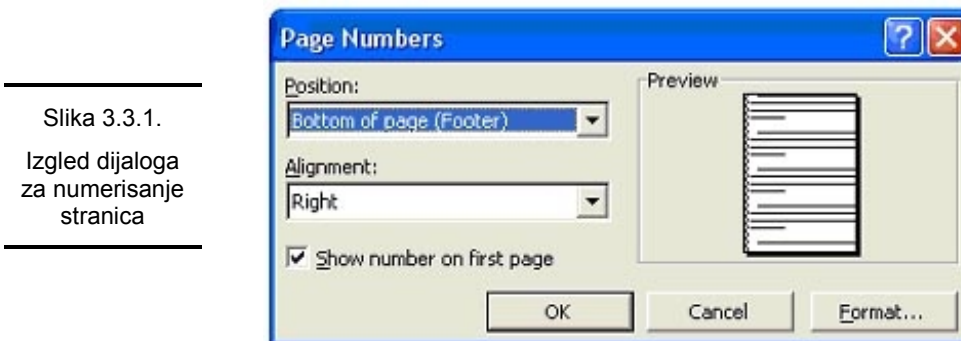 Slika 3.3.1.
Izgled dijaloga
za numerisanje
stranica
Page Numbers
Position:
Preview
Bottom of page (Footer)
Alignment:
Right
Show number on first page
OK
Cancel
Format...